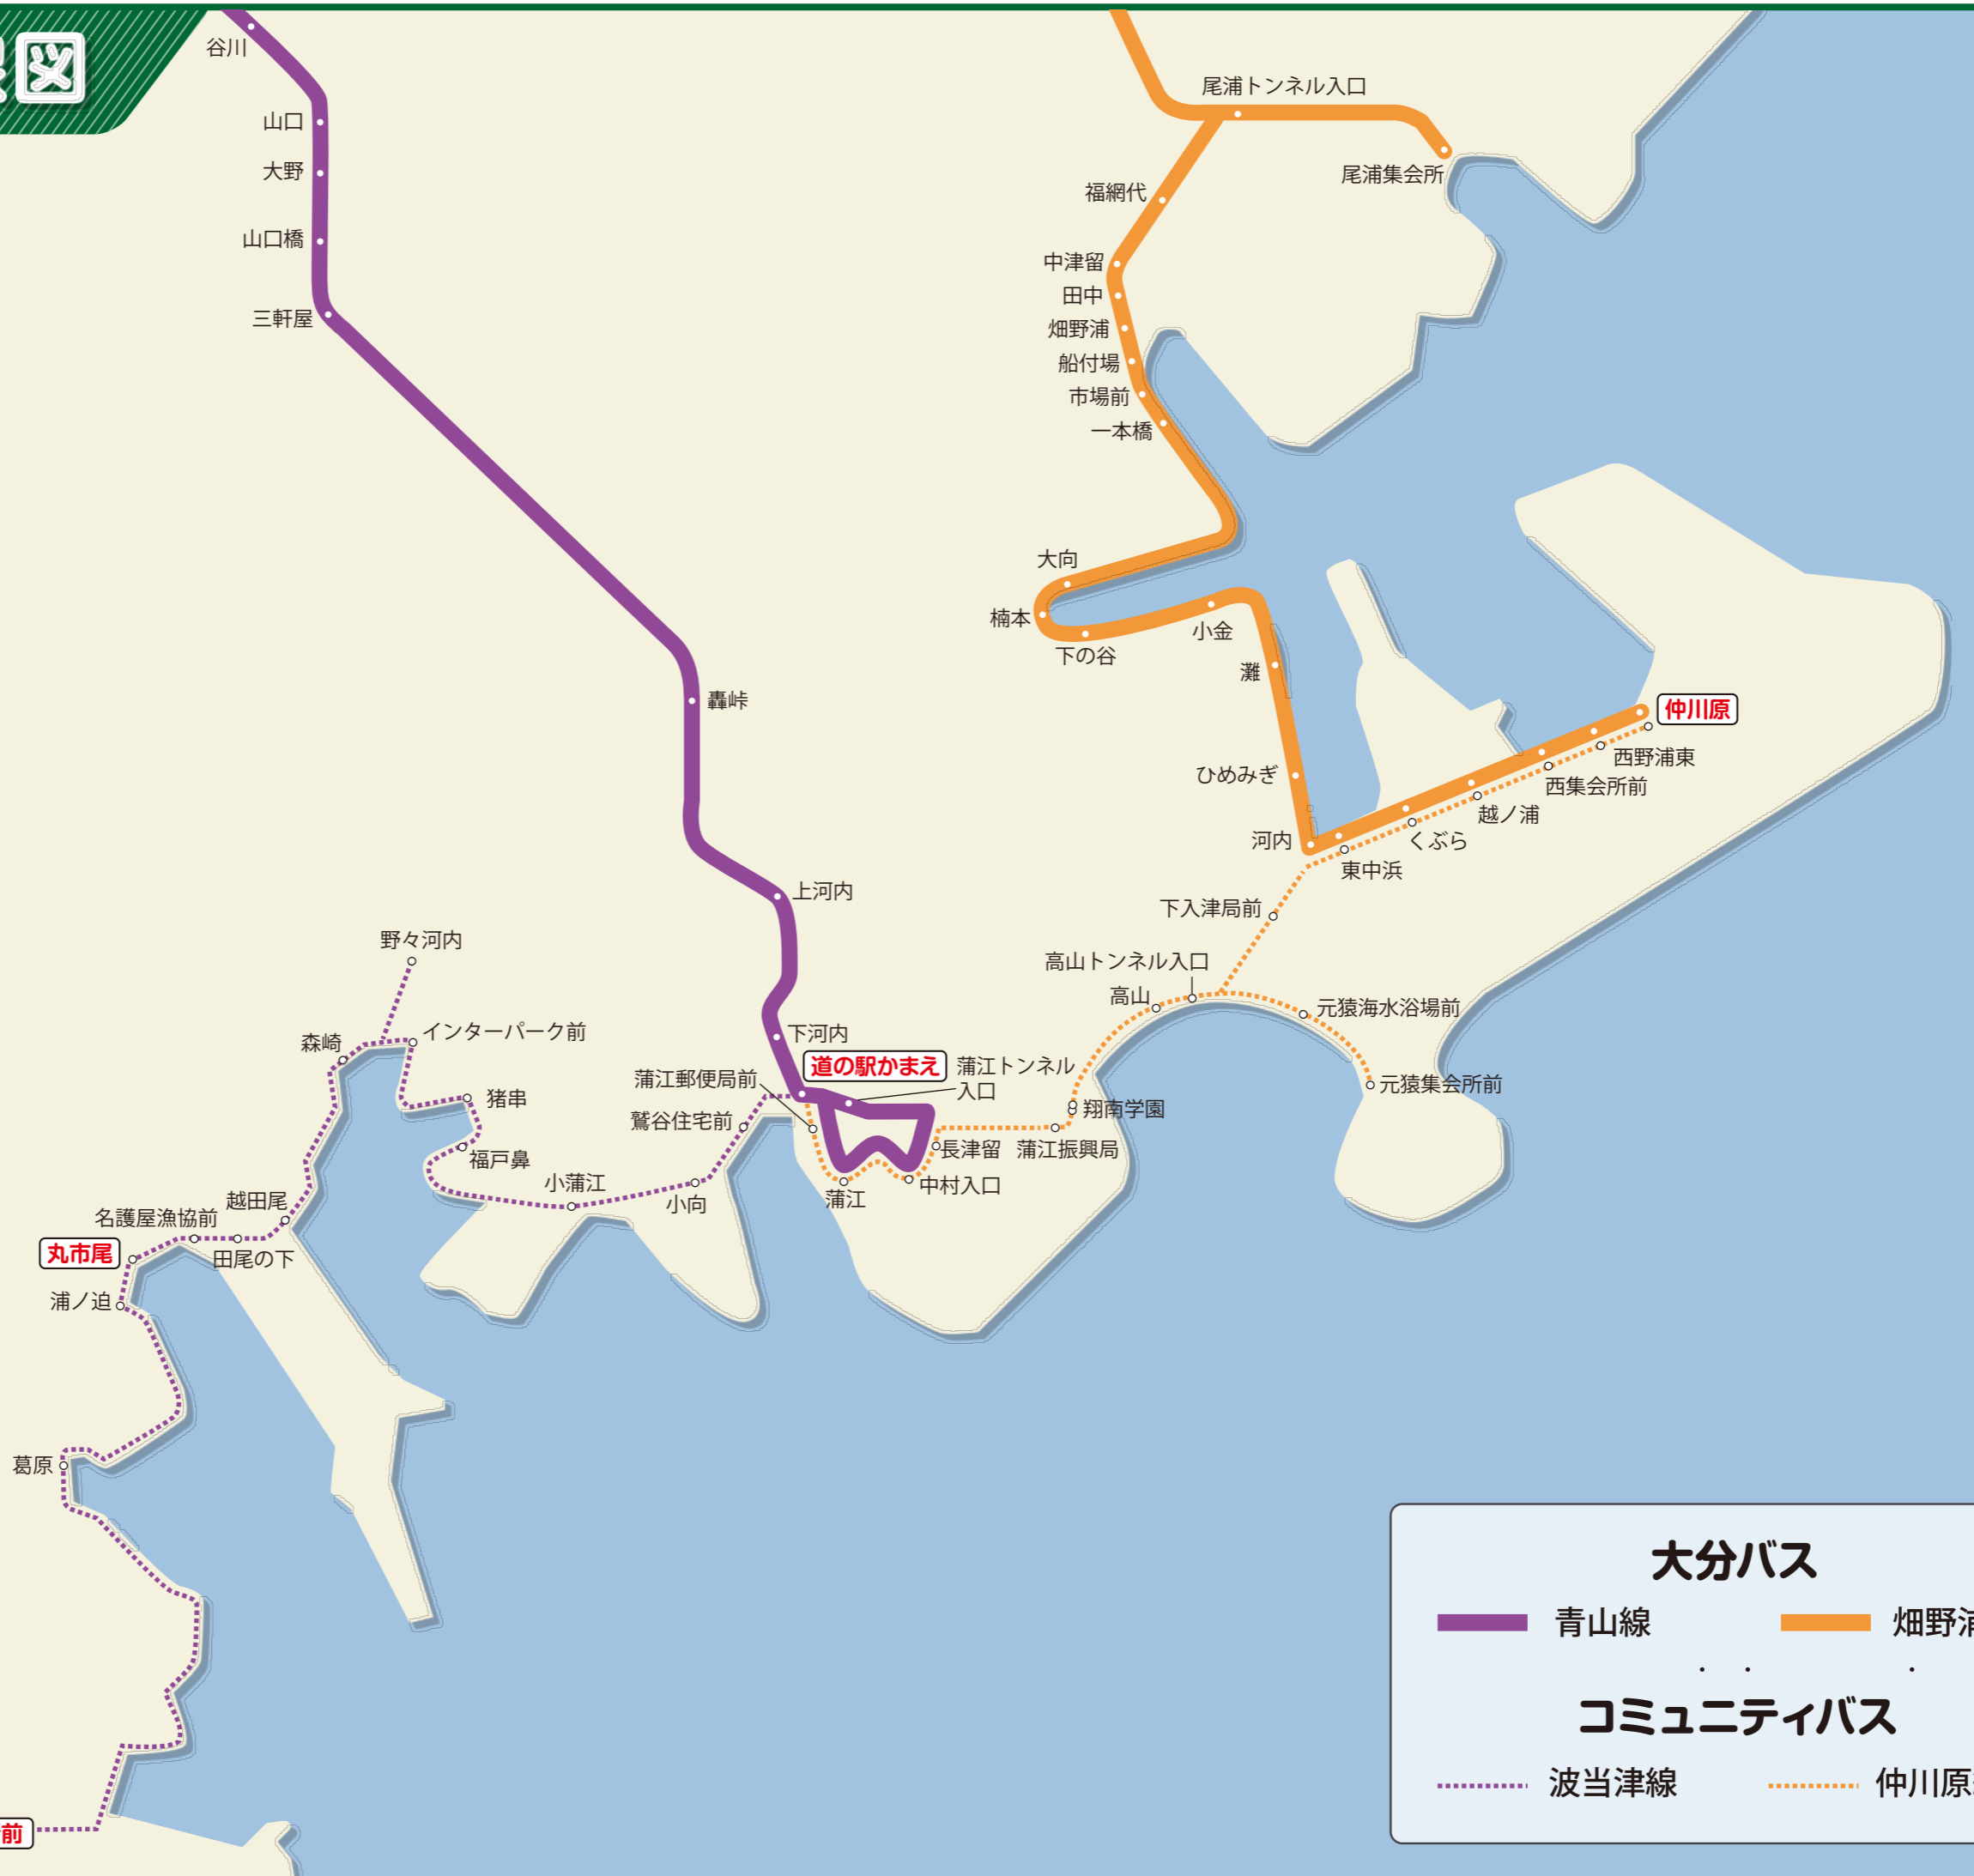 図
谷川
山口
大野
山口橋
三軒屋
轟峠
上河内
下河内
道の駅かまえ
蒲江トンネル
入口
蒲江郵便局前
鷲谷住宅前
長津留
蒲江振興局
蒲江
中村入口
小向
小蒲江
福戸鼻
猪串
インターパーク前
野々河内
森崎
越田尾
名護屋漁協前
田尾の下
丸市尾
浦ノ迫
葛原
前
尾浦トンネル入口
尾浦集会所
福網代
中津留
田中
畑野浦
船付場
市場前
一本橋
大向
楠本
下の谷
小金
灘
ひめみぎ
河内
仲川原
西野浦東
西集会所前
越ノ浦
くぶら
東中浜
下入津局前
高山トンネル入口
高山
元猿海水浴場前
元猿集会所前
翔南学園
大分バス
青山線
畑野浦
コミュニティバス
波当津線
仲川原